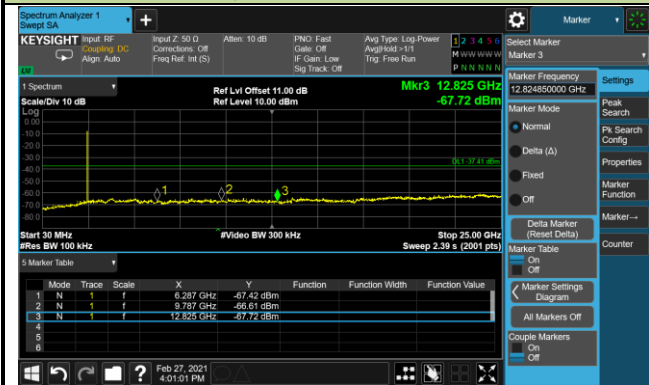 Spectrum Analyzer 1
Swept SA
KEYSIGHT
Input: RF
Coupling: DC
Align: Auto
Input Z: 50 Ω
Corrections: Off
Freq Ref: Int (S)
Atten: 10 dB
PNO: Fast
Gate: Off
IF Gain: Low
Sig Track: Off
Avg Type: Log-Power
Avg|Hold:>1/1
Trig: Free Run
1 2 3 4 5 6
M W W W W W
P N N N N N
1 Spectrum
Scale/Div 10 dB
Ref Lvl Offset 11.00 dB
Ref Level 10.00 dBm
Mkr3 12.825 GHz
-67.72 dBm
Log
0.00
-10.0
-20.0
-30.0
-40.0
-50.0
-60.0
-70.0
-80.0
DL1 -37.41 dBm
1
2
3
Start 30 MHz
#Video BW 300 kHz
Stop 25.00 GHz
#Res BW 100 kHz
Sweep 2.39 s (2001 pts)
5 Marker Table
Mode Trace Scale X Y Function Function Width Function Value
1 N 1 f 6.287 GHz -67.42 dBm
2 N 1 f 9.787 GHz -66.61 dBm
3 N 1 f 12.825 GHz -67.72 dBm
4
5
6
Feb 27, 2021
4:01:01 PM
Marker
Select Marker
Marker 3
Marker Frequency
12.824850000 GHz
Marker Mode
Normal
Delta (Δ)
Fixed
Off
Delta Marker
(Reset Delta)
Marker Table
On
Off
Marker Settings
Diagram
All Markers Off
Couple Markers
On
Off
Settings
Peak
Search
Pk Search
Config
Properties
Marker
Function
Marker→
Counter